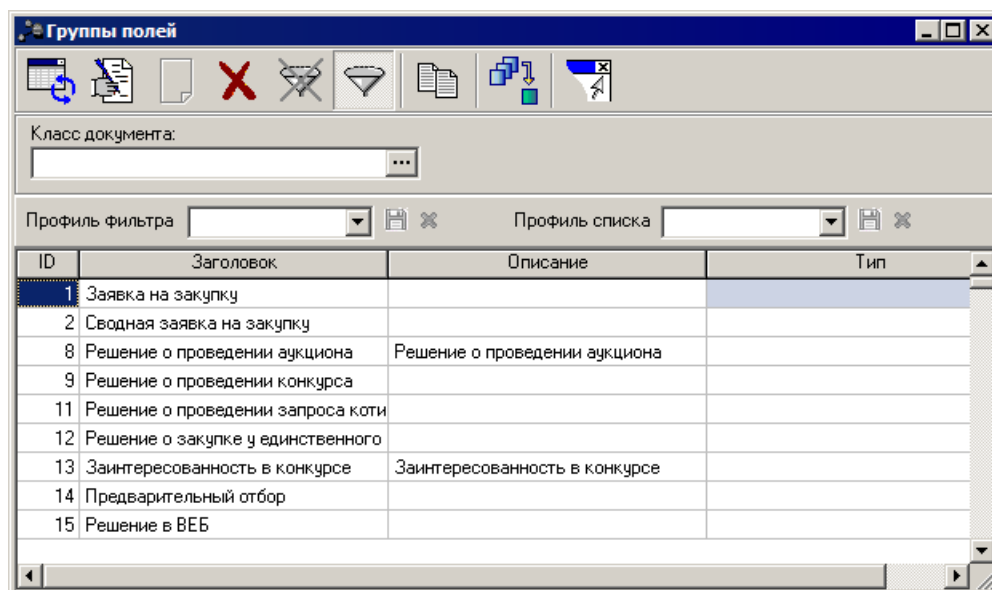 Группы полей
Класс документа:
Профиль фильтра Профиль списка
ID Заголовок Описание Тип
1 Заявка на закупку
2 Сводная заявка на закупку
8 Решение о проведении аукциона Решение о проведении аукциона
9 Решение о проведении конкурса
11 Решение о проведении запроса коти
12 Решение о закупке у единственного
13 Заинтересованность в конкурсе Заинтересованность в конкурсе
14 Предварительный отбор
15 Решение в ВЕБ